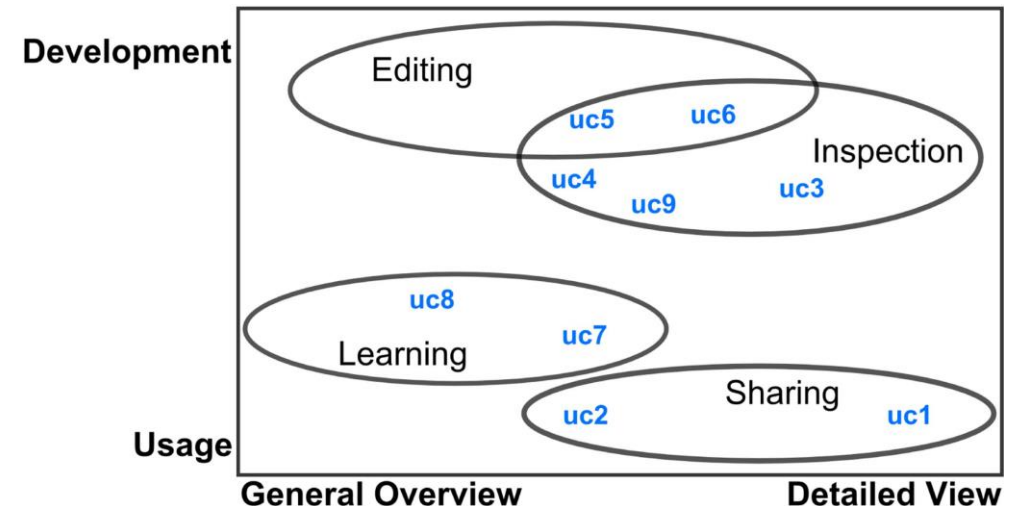 Development
Editing
uc5
uc6
Inspection
uc4
uc3
uc9
uc8
uc7
Learning
Sharing
uc2
uc1
Usage
General Overview
Detailed View